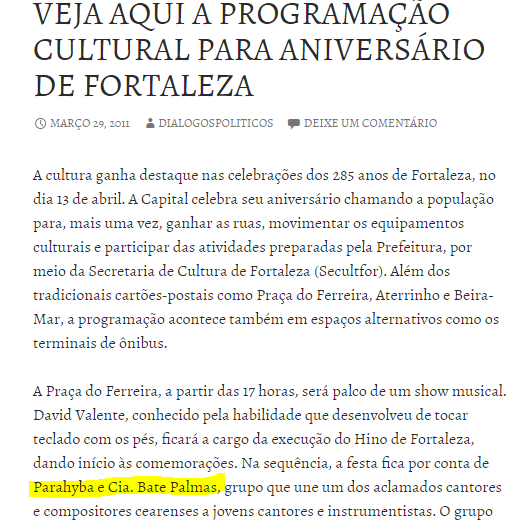 VEJA AQUI A PROGRAMAÇÃO
CULTURAL PARA ANIVERSÁRIO
DE FORTALEZA
MARÇO 29, 2011 DIALOGOSPOLITICOS DEIXE UM COMENTÁRIO
A cultura ganha destaque nas celebrações dos 285 anos de Fortaleza, no
dia 13 de abril. A Capital celebra seu aniversário chamando a população
para, mais uma vez, ganhar as ruas, movimentar os equipamentos
culturais e participar das atividades preparadas pela Prefeitura, por
meio da Secretaria de Cultura de Fortaleza (Secultfor). Além dos
tradicionais cartões-postais como Praça do Ferreira, Aterrinho e Beira-
Mar, a programação acontece também em espaços alternativos como os
terminais de ônibus.
A Praça do Ferreira, a partir das 17 horas, será palco de um show musical.
David Valente, conhecido pela habilidade que desenvolveu de tocar
teclado com os pés, ficará a cargo da execução do Hino de Fortaleza,
dando início às comemorações. Na sequência, a festa fica por conta de
Parahyba e Cia. Bate Palmas, grupo que une um dos aclamados cantores
e compositores cearenses a jovens cantores e instrumentistas. O grupo